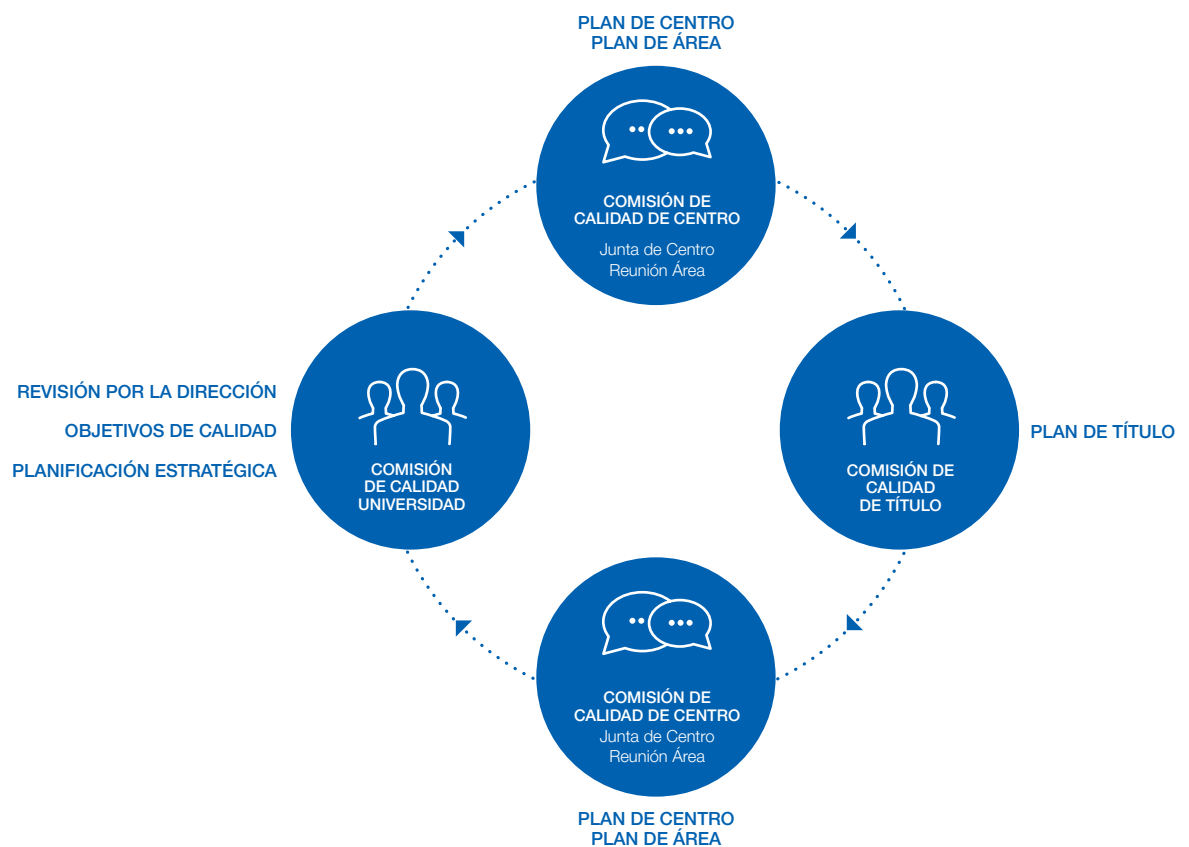 PLAN DE CENTRO
PLAN DE ÁREA
COMISIÓN DE
CALIDAD DE CENTRO
Junta de Centro
Reunión Área
REVISIÓN POR LA DIRECCIÓN
OBJETIVOS DE CALIDAD
PLANIFICACIÓN ESTRATÉGICA
COMISIÓN
DE CALIDAD
UNIVERSIDAD
COMISIÓN DE
CALIDAD
DE TÍTULO
PLAN DE TÍTULO
COMISIÓN DE
CALIDAD DE CENTRO
Junta de Centro
Reunión Área
PLAN DE CENTRO
PLAN DE ÁREA